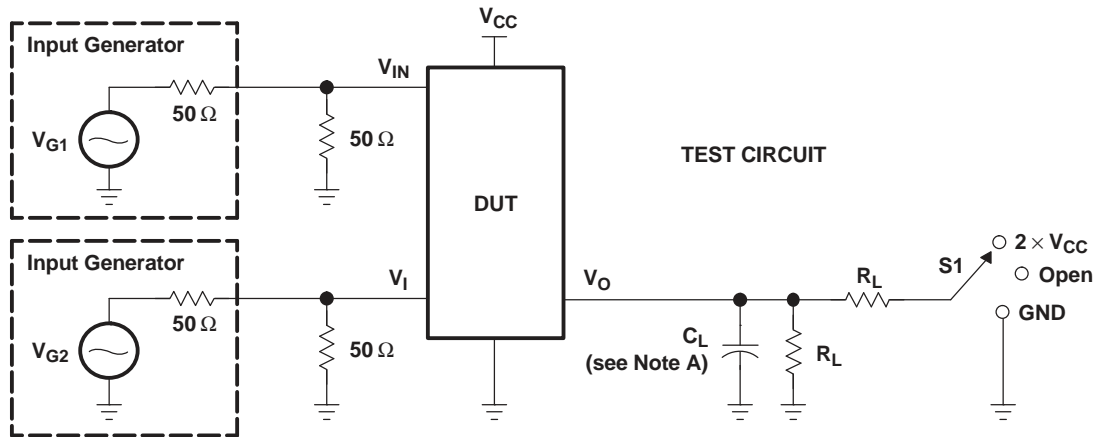 V_CC
Input Generator
V_IN
50 Ω
V_G1
50 Ω
TEST CIRCUIT
DUT
Input Generator
2 × V_CC
S1
V_I
V_O
R_L
Open
50 Ω
GND
V_G2
50 Ω
C_L
(see Note A)
R_L